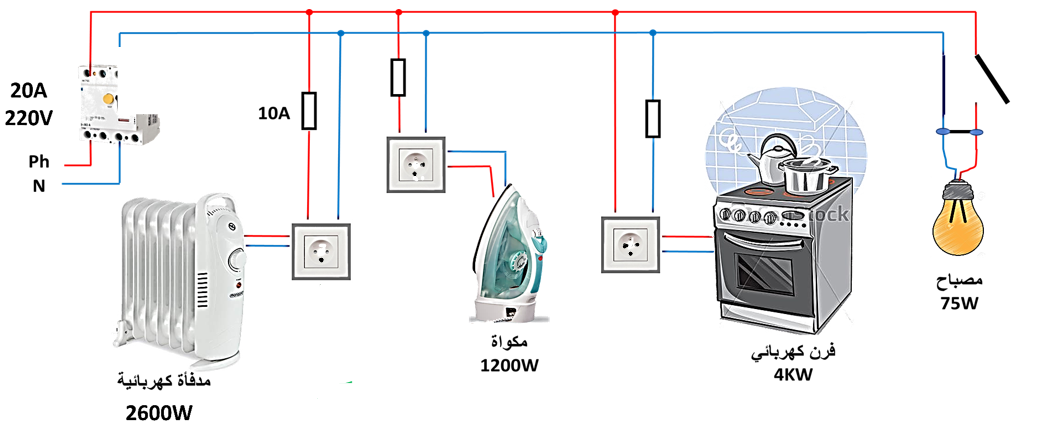 20A
220V
Ph
N
10A
مدفأة كهربائية
2600W
مكواة
1200W
فرن كهربائي
4KW
مصباح
75W